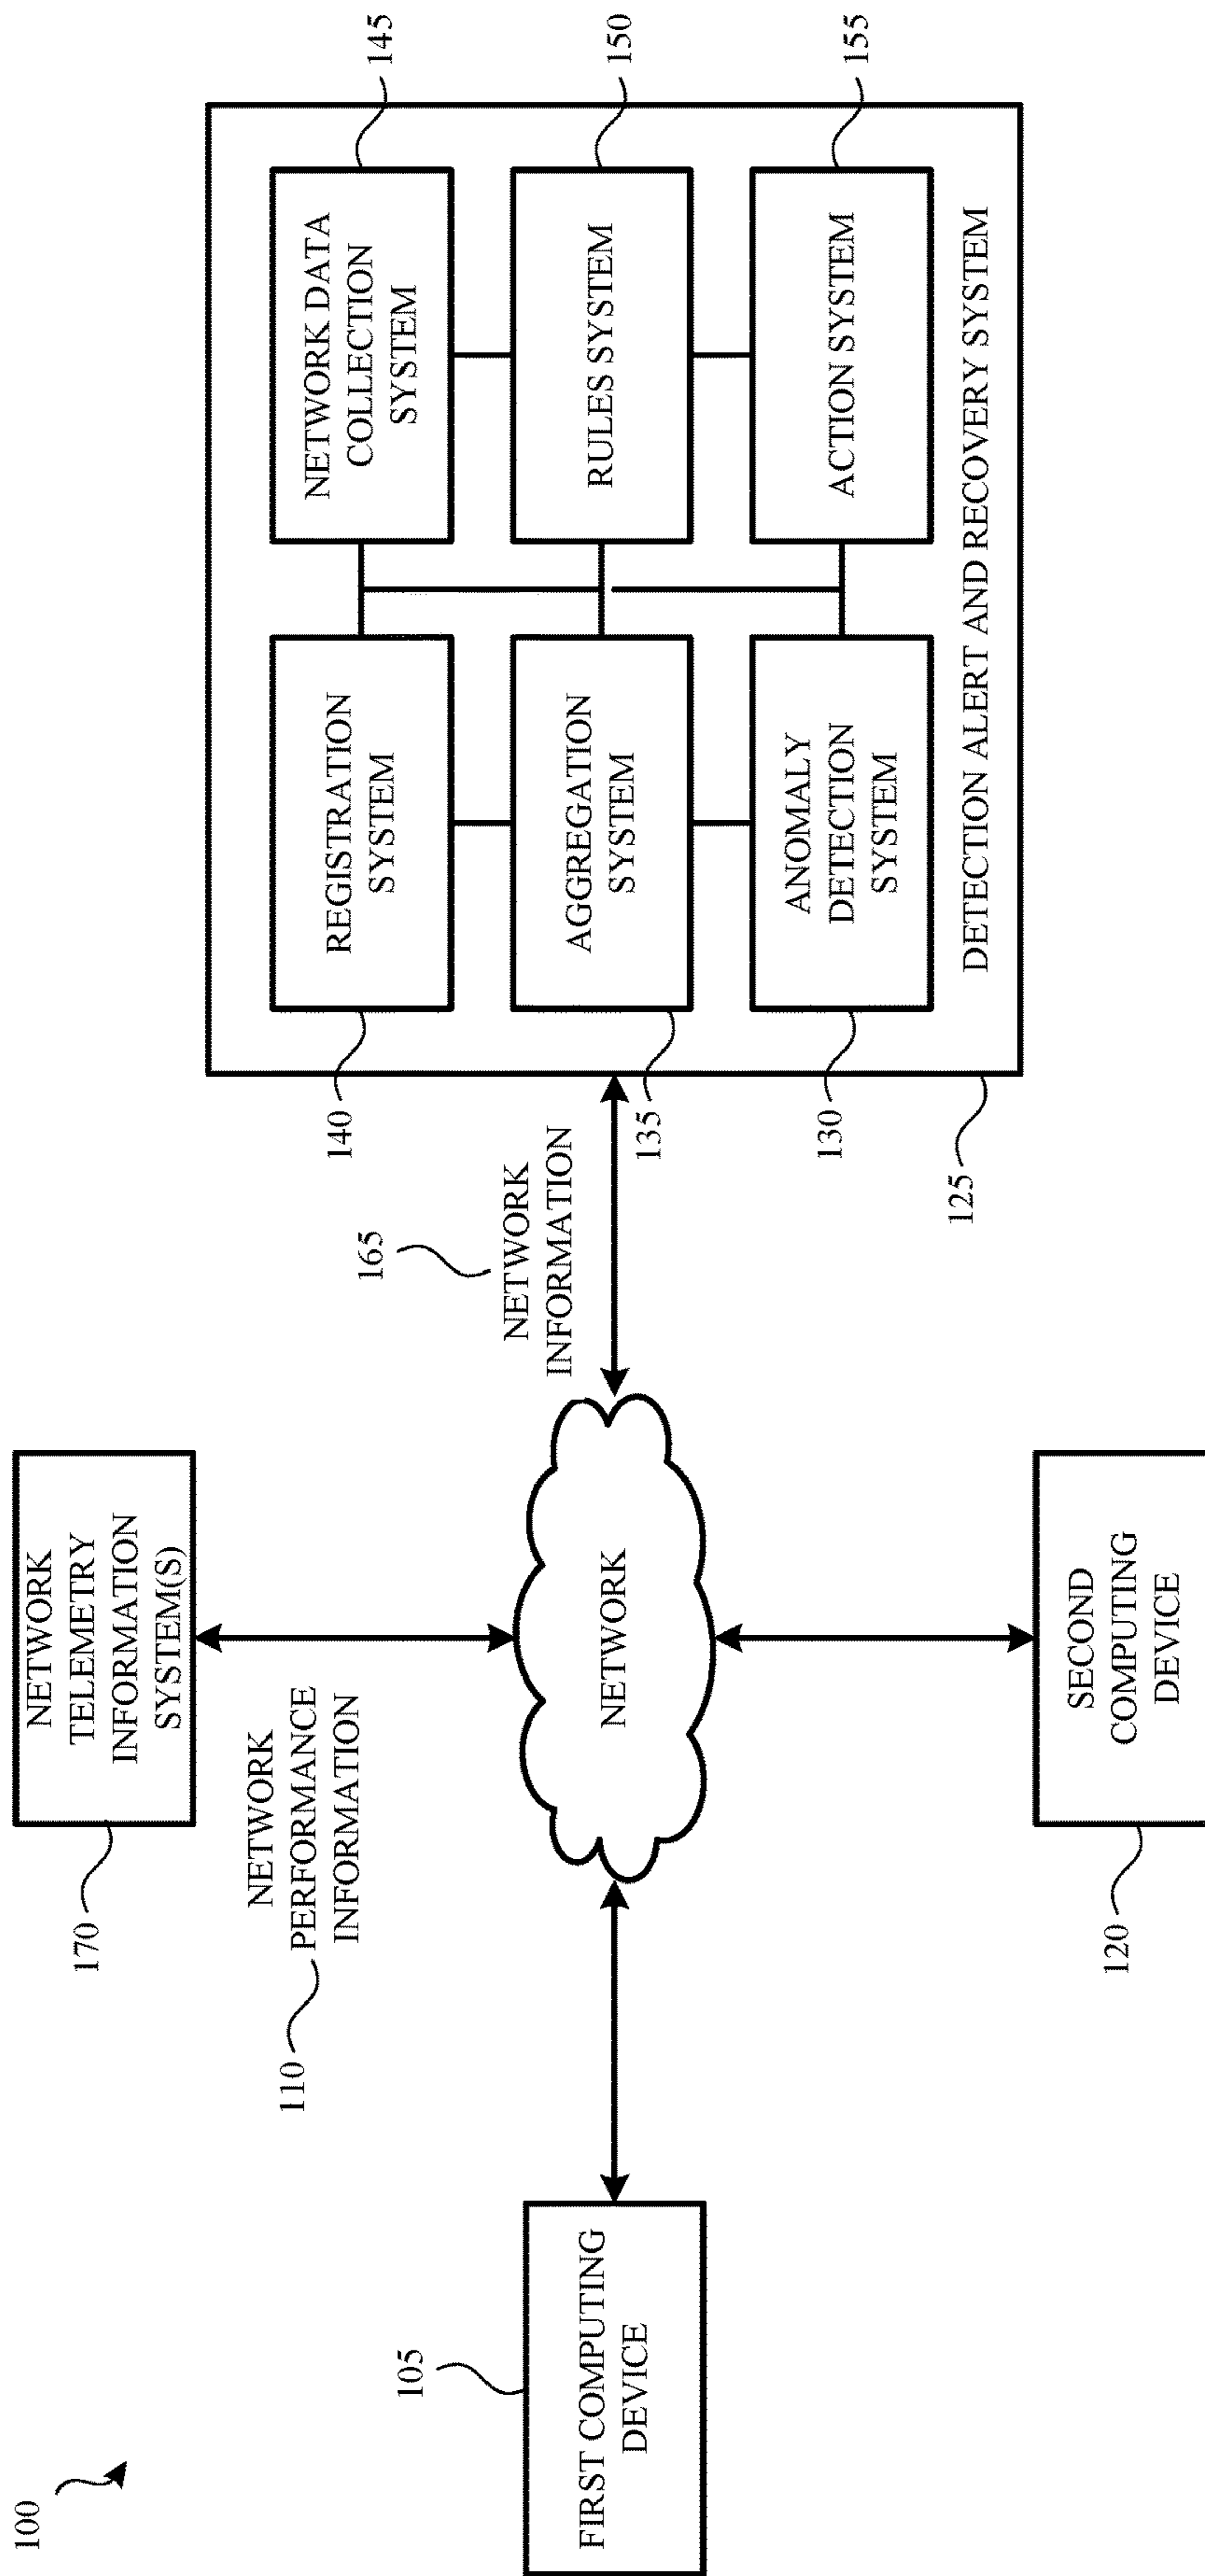 100
NETWORK
TELEMETRY
INFORMATION
SYSTEM(S)
170
NETWORK
PERFORMANCE
INFORMATION
110
105
FIRST COMPUTING
DEVICE
NETWORK
SECOND
COMPUTING
DEVICE
120
165
NETWORK
INFORMATION
REGISTRATION
SYSTEM
140
NETWORK DATA
COLLECTION
SYSTEM
145
AGGREGATION
SYSTEM
135
RULES SYSTEM
150
ANOMALY
DETECTION
SYSTEM
130
ACTION SYSTEM
155
DETECTION ALERT AND RECOVERY SYSTEM
125